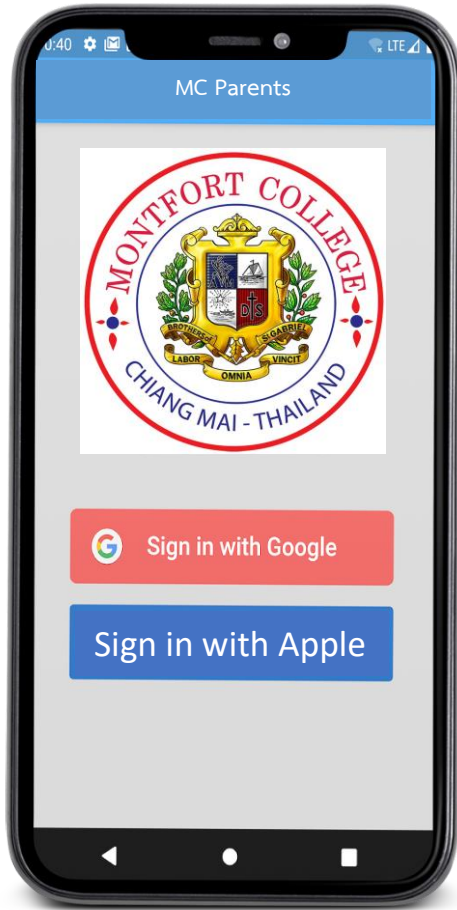 0:40
LTE
MC Parents
MONTFORT COLLEGE
DS
BROTHERS OF ST GABRIEL
LABOR OMNIA VINCIT
CHIANG MAI - THAILAND
G Sign in with Google
Sign in with Apple